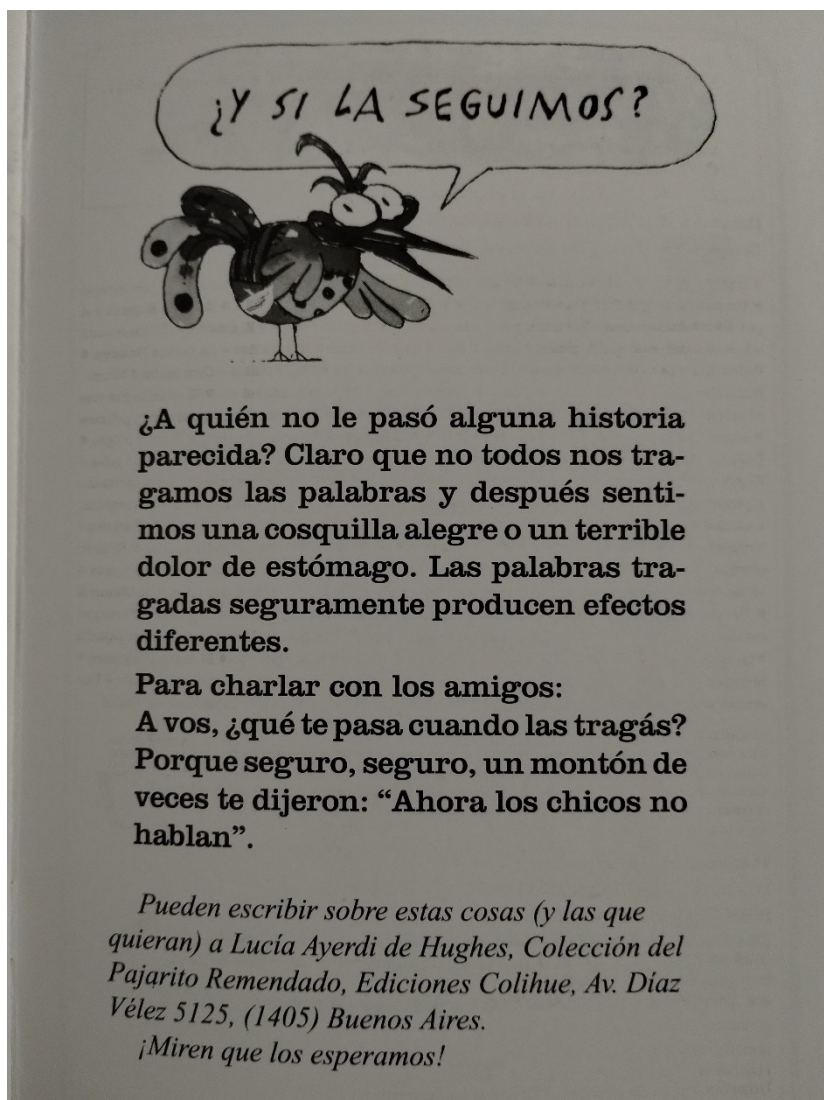 ¿Y SI LA SEGUIMOS?
¿A quién no le pasó alguna historia
parecida? Claro que no todos nos tra-
gamos las palabras y después senti-
mos una cosquilla alegre o un terrible
dolor de estómago. Las palabras tra-
gadas seguramente producen efectos
diferentes.
Para charlar con los amigos:
A vos, ¿qué te pasa cuando las tragás?
Porque seguro, seguro, un montón de
veces te dijeron: “Ahora los chicos no
hablan”.
Pueden escribir sobre estas cosas (y las que
quieran) a Lucía Ayerdi de Hughes, Colección del
Pajarito Remendado, Ediciones Colihue, Av. Díaz
Vélez 5125, (1405) Buenos Aires.
¡Miren que los esperamos!